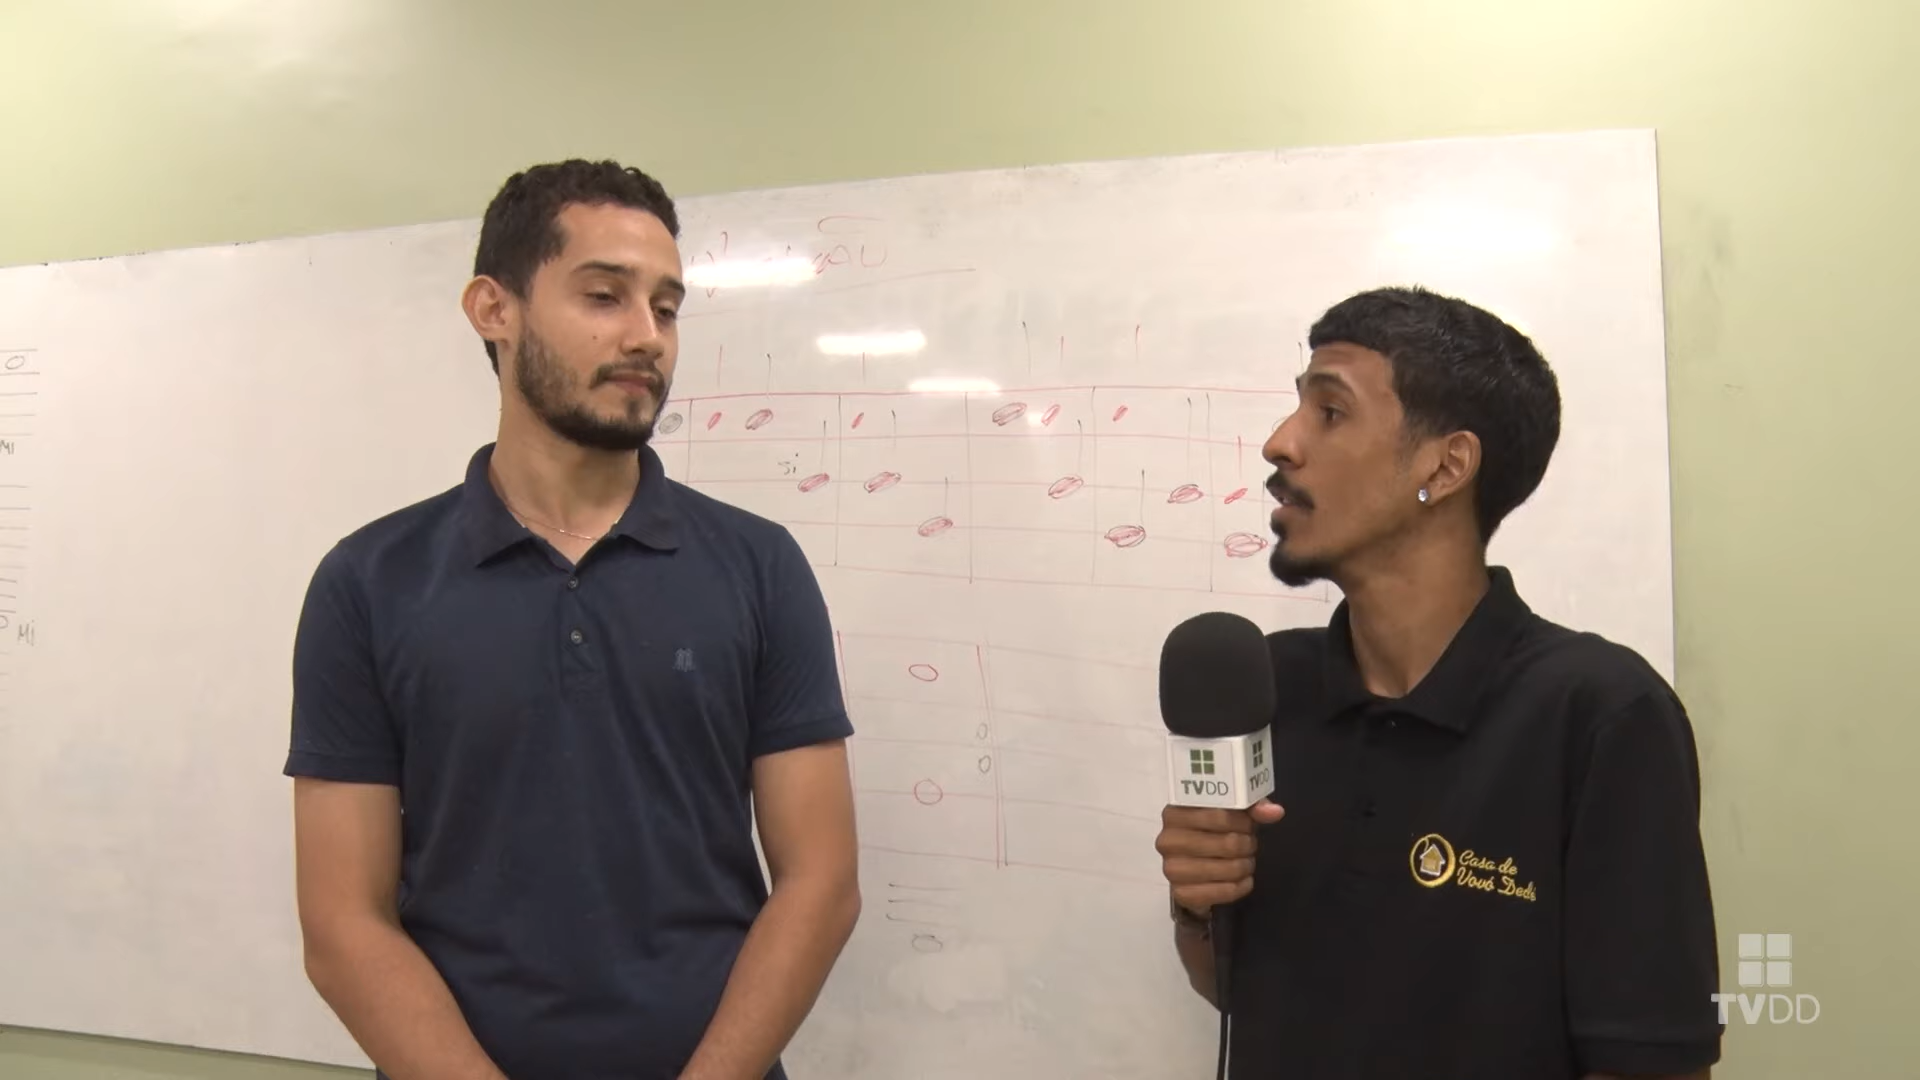 MI
Mi
si
TVDD
TVDD
Casa de
Vovó Dedé
TVDD